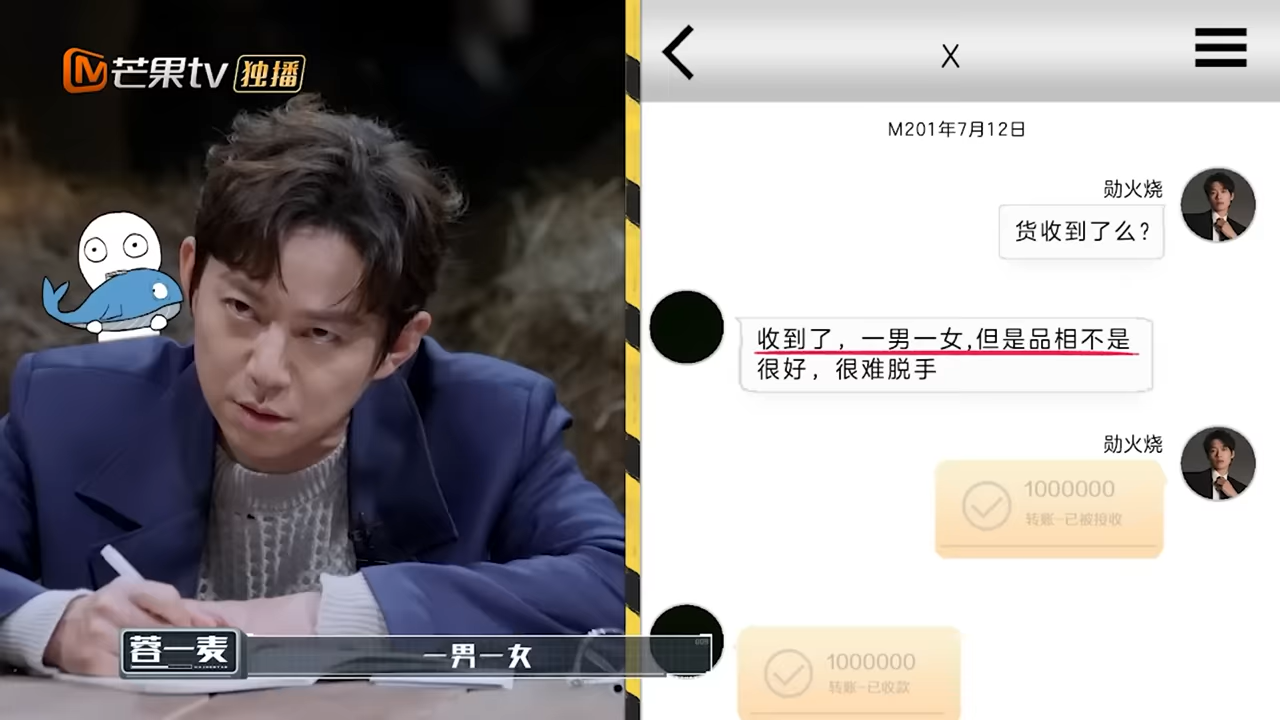 芒果tv 独播
X
M201年7月12日
勋火烧
货收到了么?
收到了，一男一女,但是品相不是
很好，很难脱手
勋火烧
1000000
转账-已被接收
1000000
转账-已收款
蓉一麦
一男一女